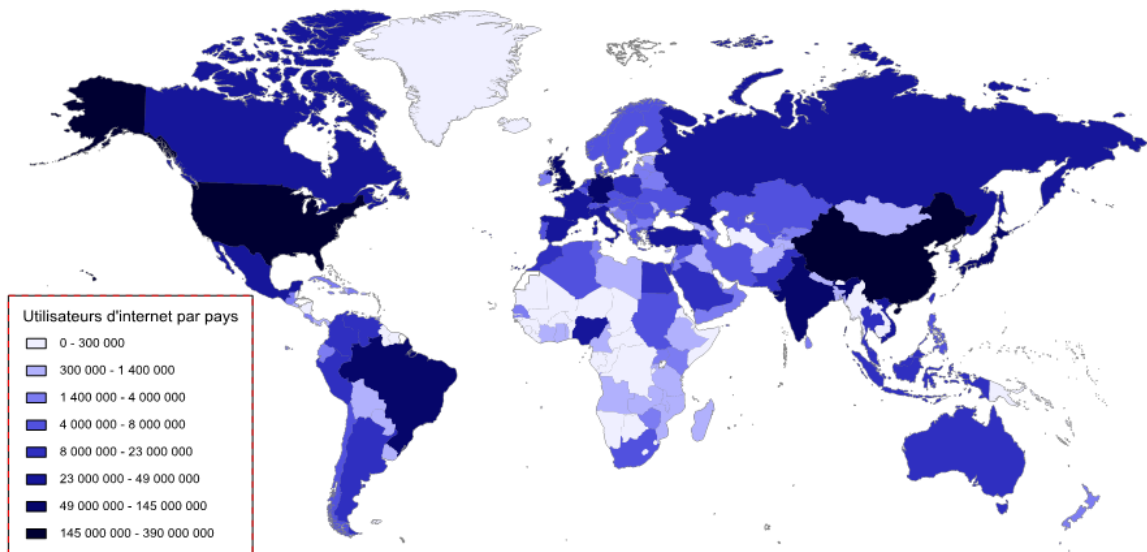 Utilisateurs d'internet par pays
0 - 300 000
300 000 - 1 400 000
1 400 000 - 4 000 000
4 000 000 - 8 000 000
8 000 000 - 23 000 000
23 000 000 - 49 000 000
49 000 000 - 145 000 000
145 000 000 - 390 000 000